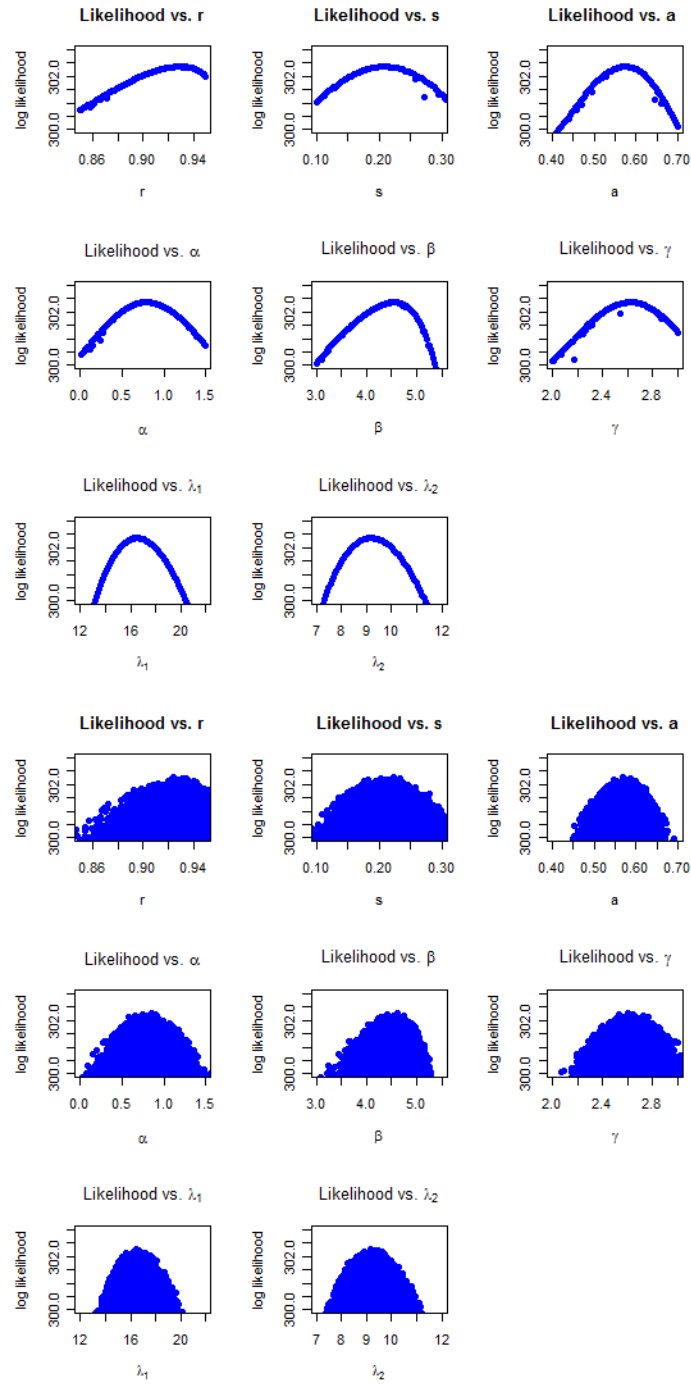 Likelihood vs. r
Likelihood vs. s
Likelihood vs. a
log likelihood
300.0 302.0
0.86 0.90 0.94
r
log likelihood
300.0 302.0
0.10 0.20 0.30
s
log likelihood
300.0 302.0
0.40 0.50 0.60 0.70
a
Likelihood vs. α
Likelihood vs. β
Likelihood vs. γ
log likelihood
300.0 302.0
0.0 0.5 1.0 1.5
α
log likelihood
300.0 302.0
3.0 4.0 5.0
β
log likelihood
300.0 302.0
2.0 2.4 2.8
γ
Likelihood vs. λ1
Likelihood vs. λ2
log likelihood
300.0 302.0
12 16 20
λ1
log likelihood
300.0 302.0
7 8 9 10 12
λ2
Likelihood vs. r
Likelihood vs. s
Likelihood vs. a
log likelihood
300.0 302.0
0.86 0.90 0.94
r
log likelihood
300.0 302.0
0.10 0.20 0.30
s
log likelihood
300.0 302.0
0.40 0.50 0.60 0.70
a
Likelihood vs. α
Likelihood vs. β
Likelihood vs. γ
log likelihood
300.0 302.0
0.0 0.5 1.0 1.5
α
log likelihood
300.0 302.0
3.0 4.0 5.0
β
log likelihood
300.0 302.0
2.0 2.4 2.8
γ
Likelihood vs. λ1
Likelihood vs. λ2
log likelihood
300.0 302.0
12 16 20
λ1
log likelihood
300.0 302.0
7 8 9 10 12
λ2